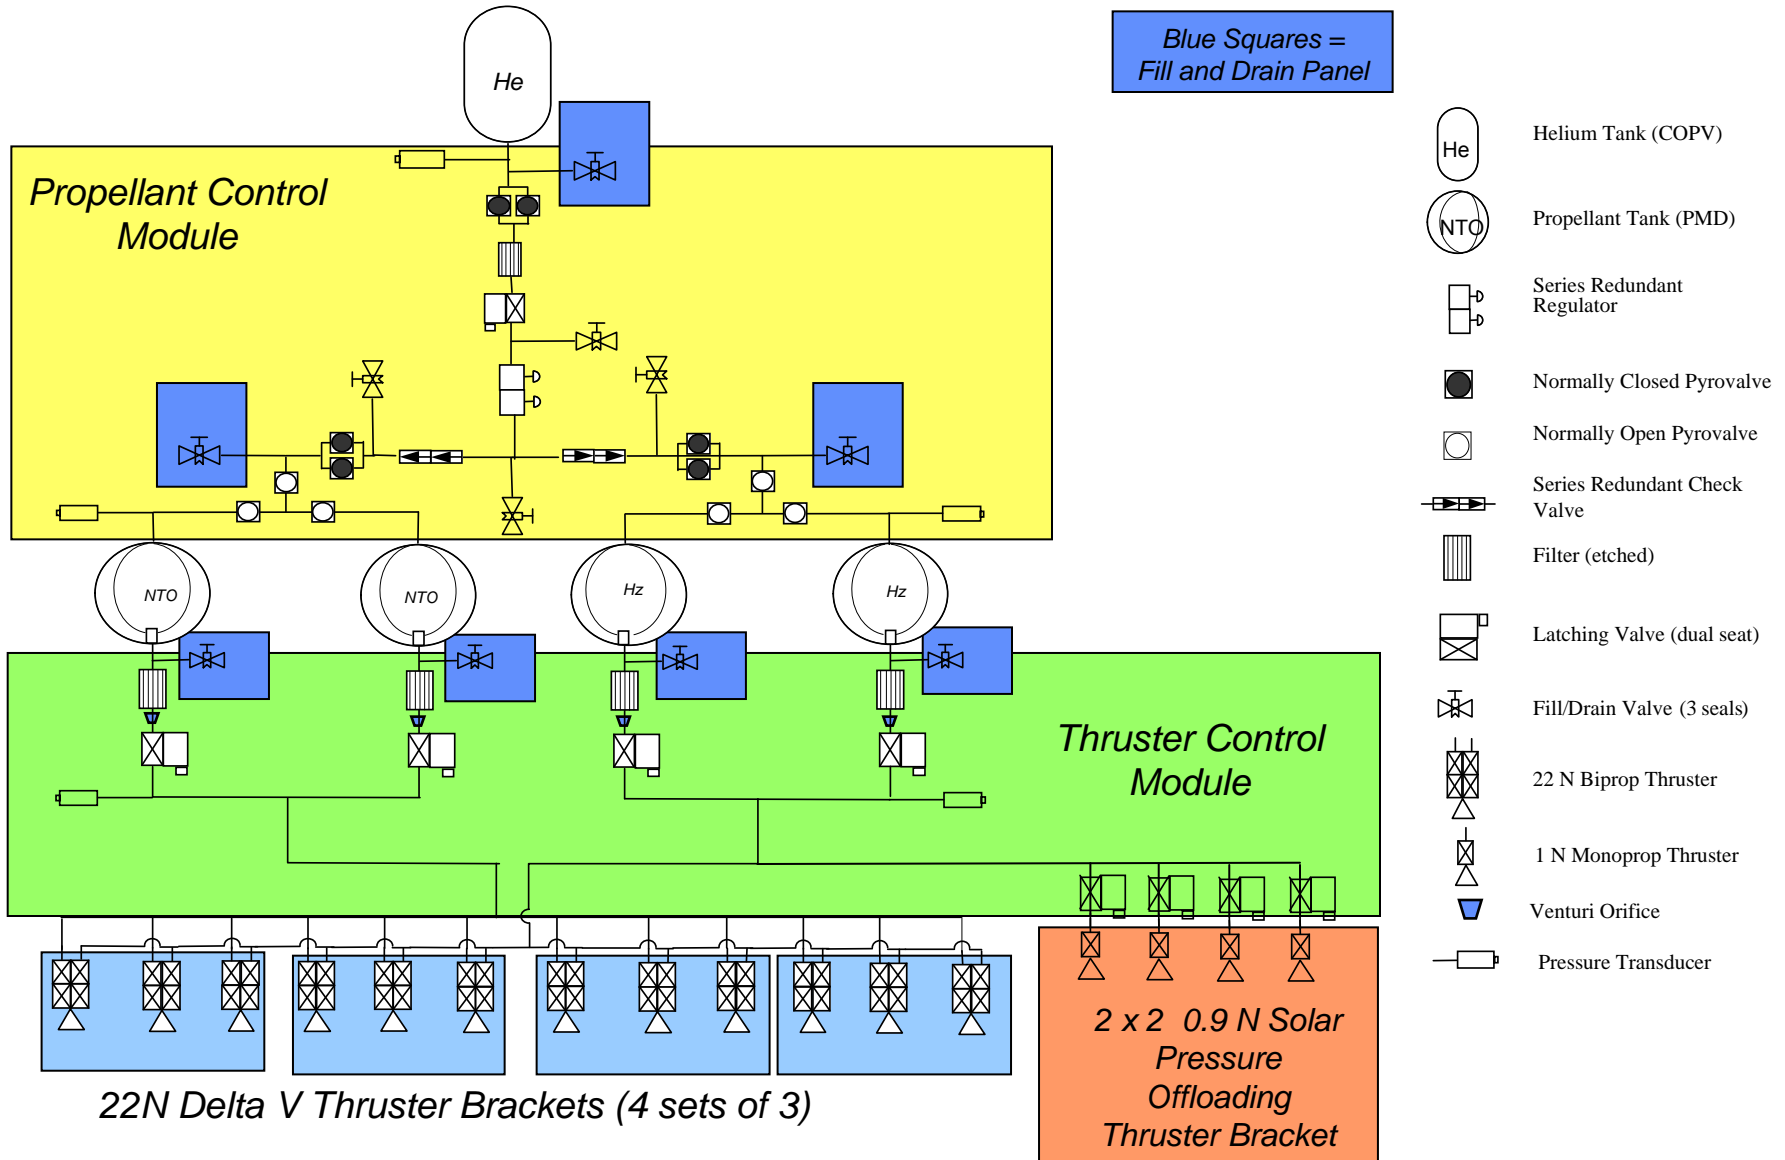 He
Blue Squares =
Fill and Drain Panel
Propellant Control
Module
NTO
NTO
Hz
Hz
Thruster Control
Module
22N Delta V Thruster Brackets (4 sets of 3)
2 x 2 0.9 N Solar
Pressure
Offloading
Thruster Bracket
He
Helium Tank (COPV)
NTO
Propellant Tank (PMD)
Series Redundant
Regulator
Normally Closed Pyrovalve
Normally Open Pyrovalve
Series Redundant Check
Valve
Filter (etched)
Latching Valve (dual seat)
Fill/Drain Valve (3 seals)
22 N Biprop Thruster
1 N Monoprop Thruster
Venturi Orifice
Pressure Transducer